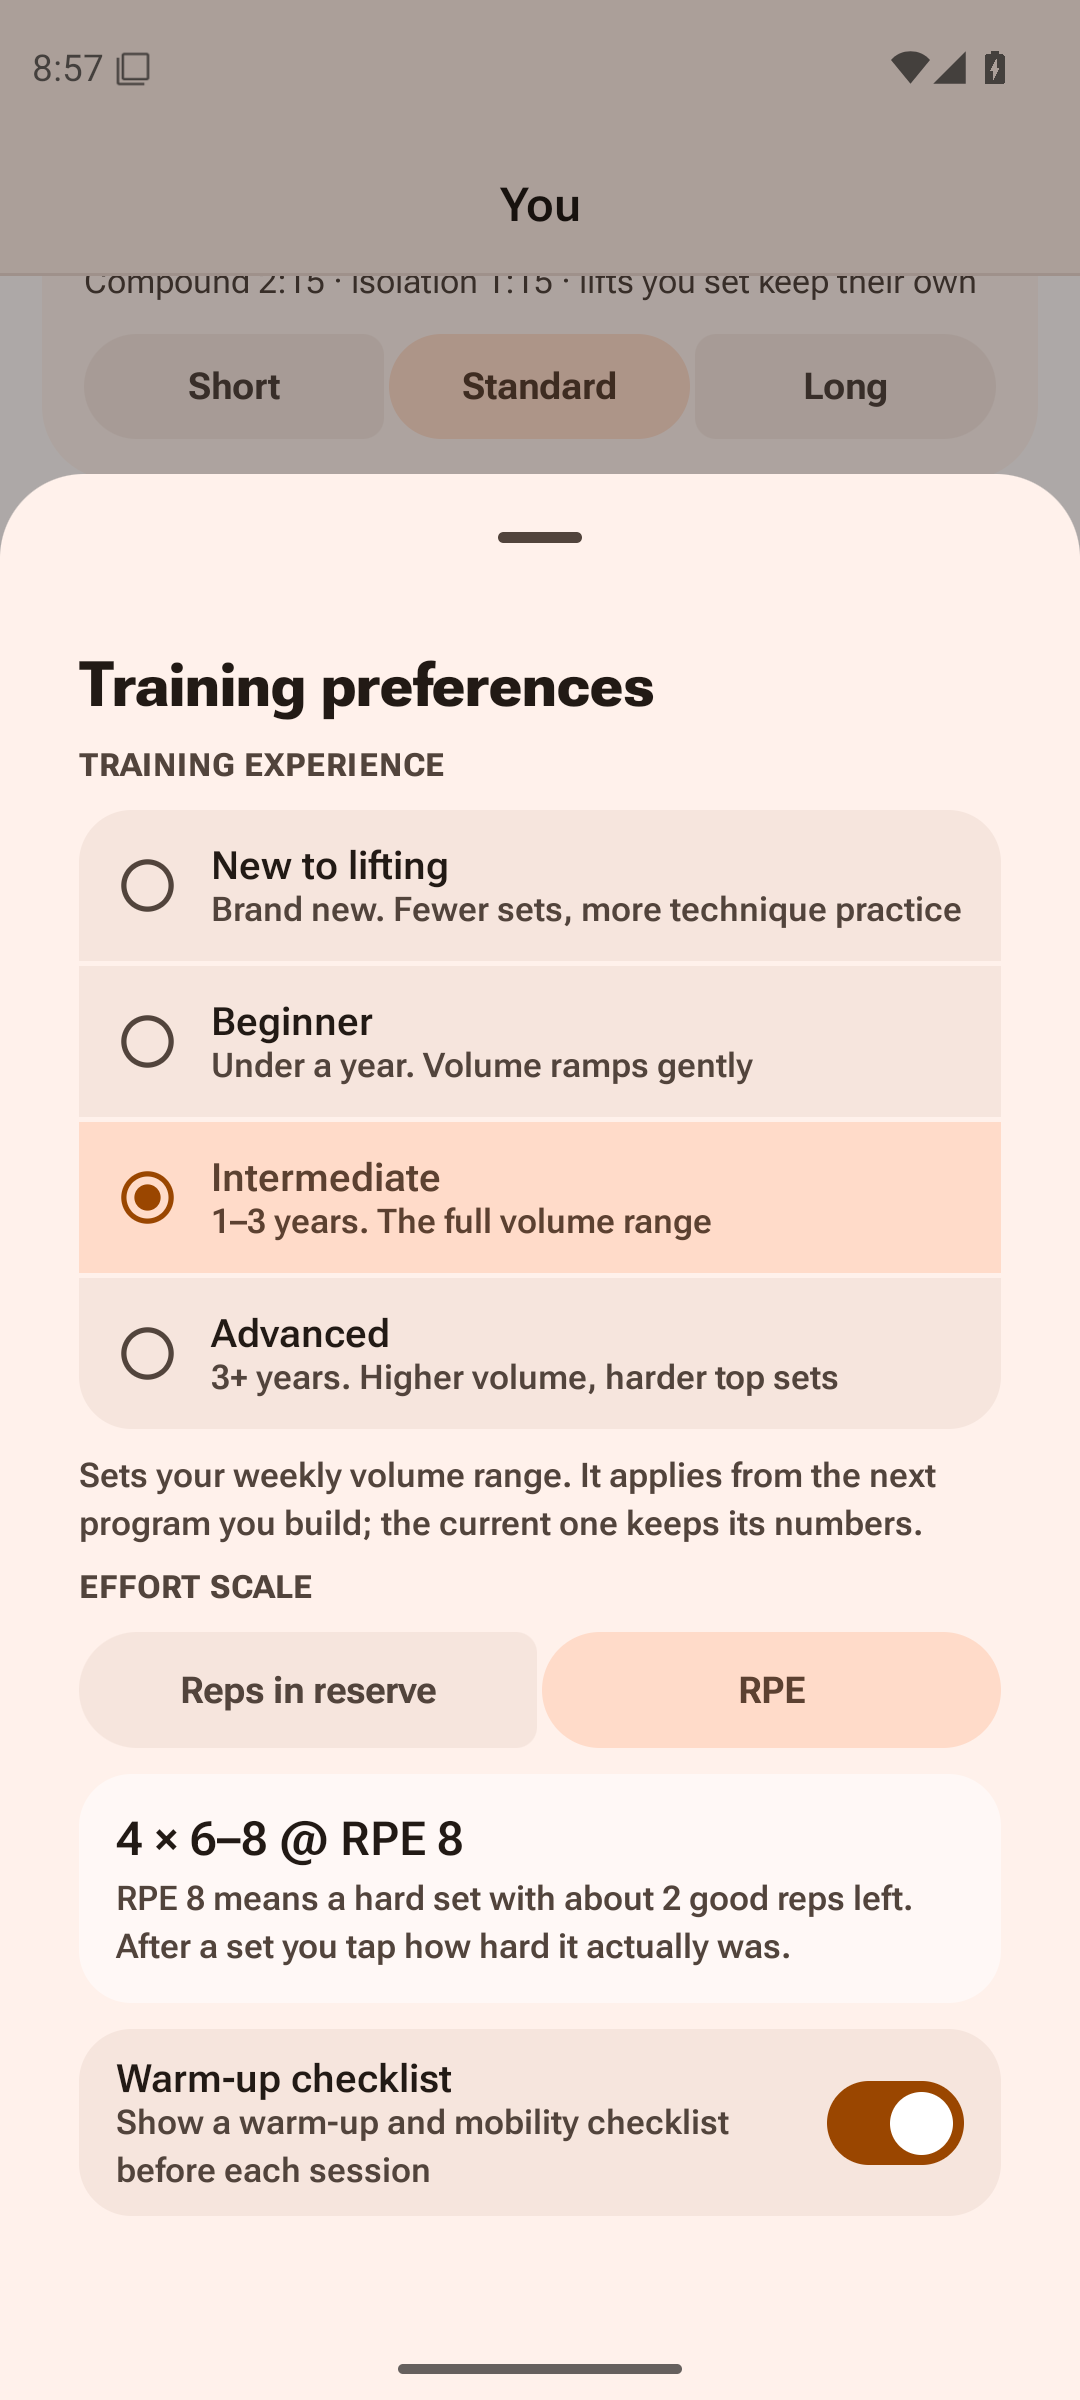 8:57
You
Compound 2:15 · Isolation 1:15 · lifts you set keep their own
Short
Standard
Long
Training preferences
TRAINING EXPERIENCE
New to lifting
Brand new. Fewer sets, more technique practice
Beginner
Under a year. Volume ramps gently
Intermediate
1–3 years. The full volume range
Advanced
3+ years. Higher volume, harder top sets
Sets your weekly volume range. It applies from the next
program you build; the current one keeps its numbers.
EFFORT SCALE
Reps in reserve
RPE
4 × 6–8 @ RPE 8
RPE 8 means a hard set with about 2 good reps left.
After a set you tap how hard it actually was.
Warm-up checklist
Show a warm-up and mobility checklist
before each session